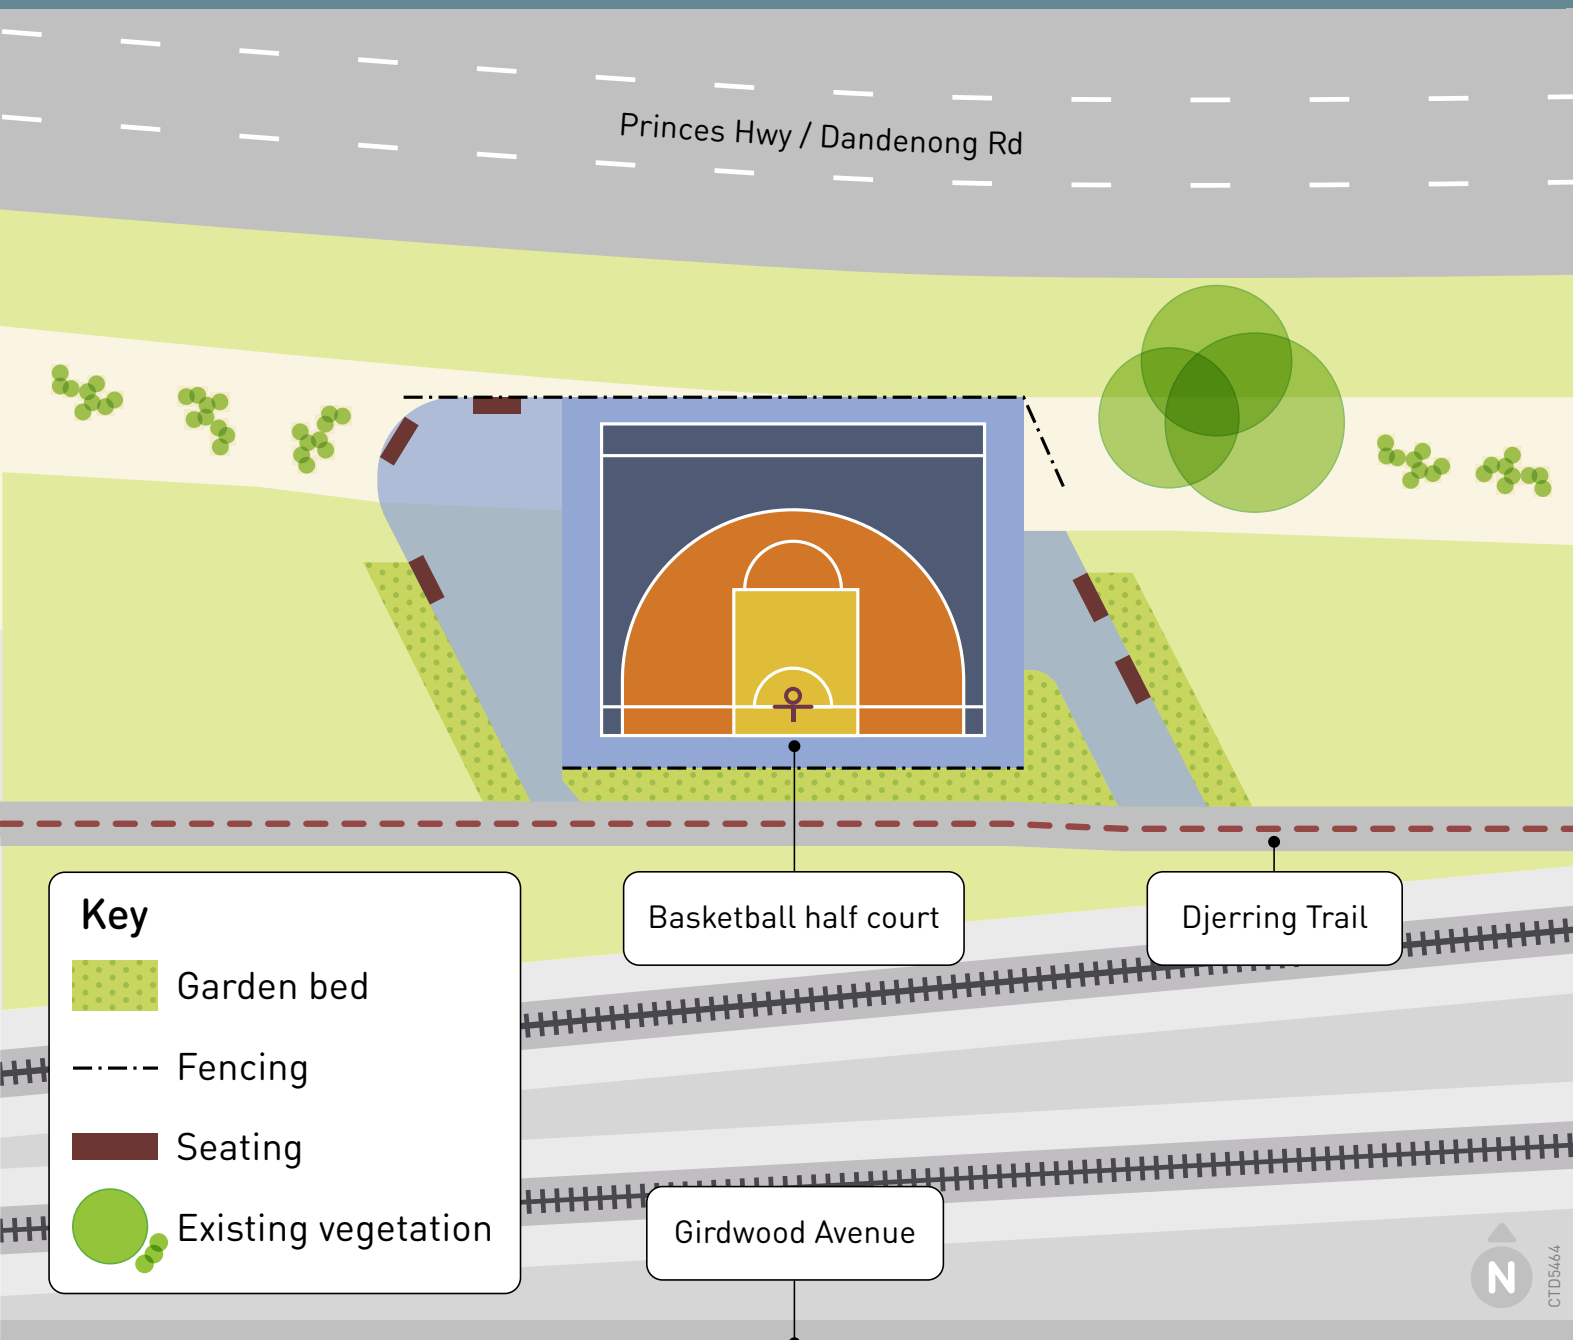 Princes Hwy / Dandenong Rd
Basketball half court
Djerring Trail
Key
Garden bed
Fencing
Seating
Existing vegetation
Girdwood Avenue
N
CTD5464